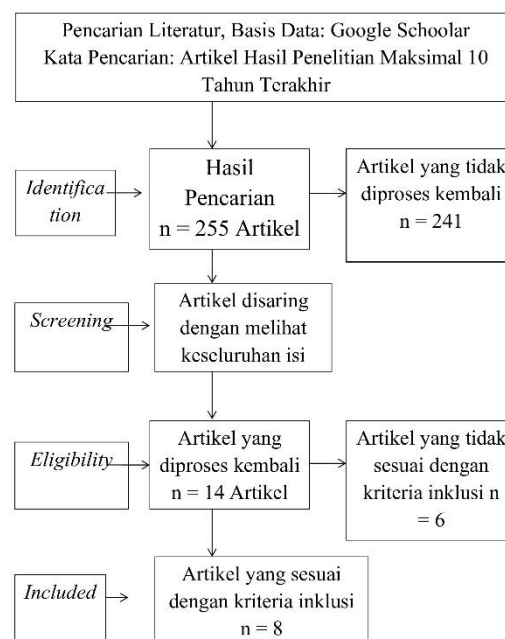 Pencarian Literatur, Basis Data: Google Schoolar
Kata Pencarian: Artikel Hasil Penelitian Maksimal 10
Tahun Terakhir
Identifica
tion
Hasil
Pencarian
n = 255 Artikel
Artikel yang tidak
diproses kembali
n = 241
Screening
Artikel disaring
dengan melihat
keseluruhan isi
Eligibility
Artikel yang
diproses kembali
n = 14 Artikel
Artikel yang tidak
sesuai dengan
kriteria inklusi n
= 6
Included
Artikel yang sesuai
dengan kriteria inklusi
n = 8